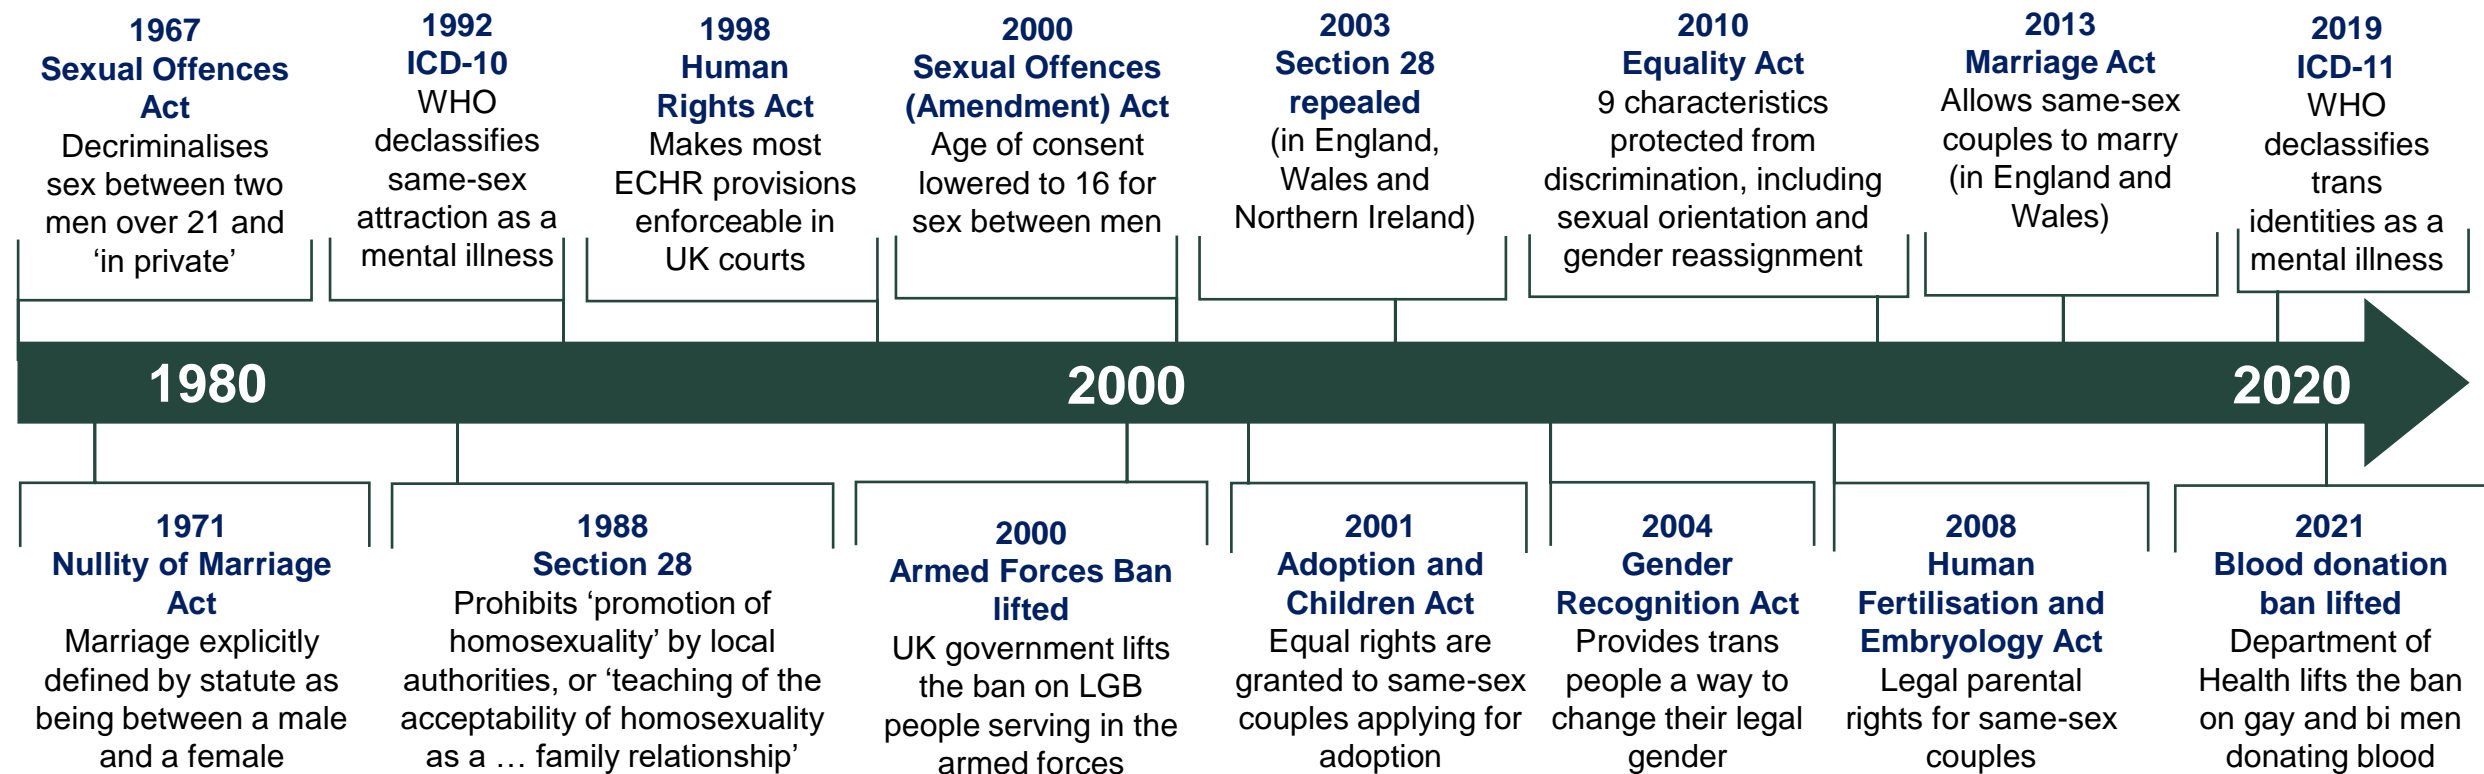 1967
Sexual Offences
Act
Decriminalises
sex between two
men over 21 and
‘in private’
1992
ICD-10
WHO
declassifies
same-sex
attraction as a
mental illness
1998
Human
Rights Act
Makes most
ECHR provisions
enforceable in
UK courts
2000
Sexual Offences
(Amendment) Act
Age of consent
lowered to 16 for
sex between men
2003
Section 28
repealed
(in England,
Wales and
Northern Ireland)
2010
Equality Act
9 characteristics
protected from
discrimination, including
sexual orientation and
gender reassignment
2013
Marriage Act
Allows same-sex
couples to marry
(in England and
Wales)
2019
ICD-11
WHO
declassifies
trans
identities as a
mental illness
1980
2000
2020
1971
Nullity of Marriage
Act
Marriage explicitly
defined by statute as
being between a male
and a female
1988
Section 28
Prohibits ‘promotion of
homosexuality’ by local
authorities, or ‘teaching of the
acceptability of homosexuality
as a … family relationship’
2000
Armed Forces Ban
lifted
UK government lifts
the ban on LGB
people serving in the
armed forces
2001
Adoption and
Children Act
Equal rights are
granted to same-sex
couples applying for
adoption
2004
Gender
Recognition Act
Provides trans
people a way to
change their legal
gender
2008
Human
Fertilisation and
Embryology Act
Legal parental
rights for same-sex
couples
2021
Blood donation
ban lifted
Department of
Health lifts the ban
on gay and bi men
donating blood